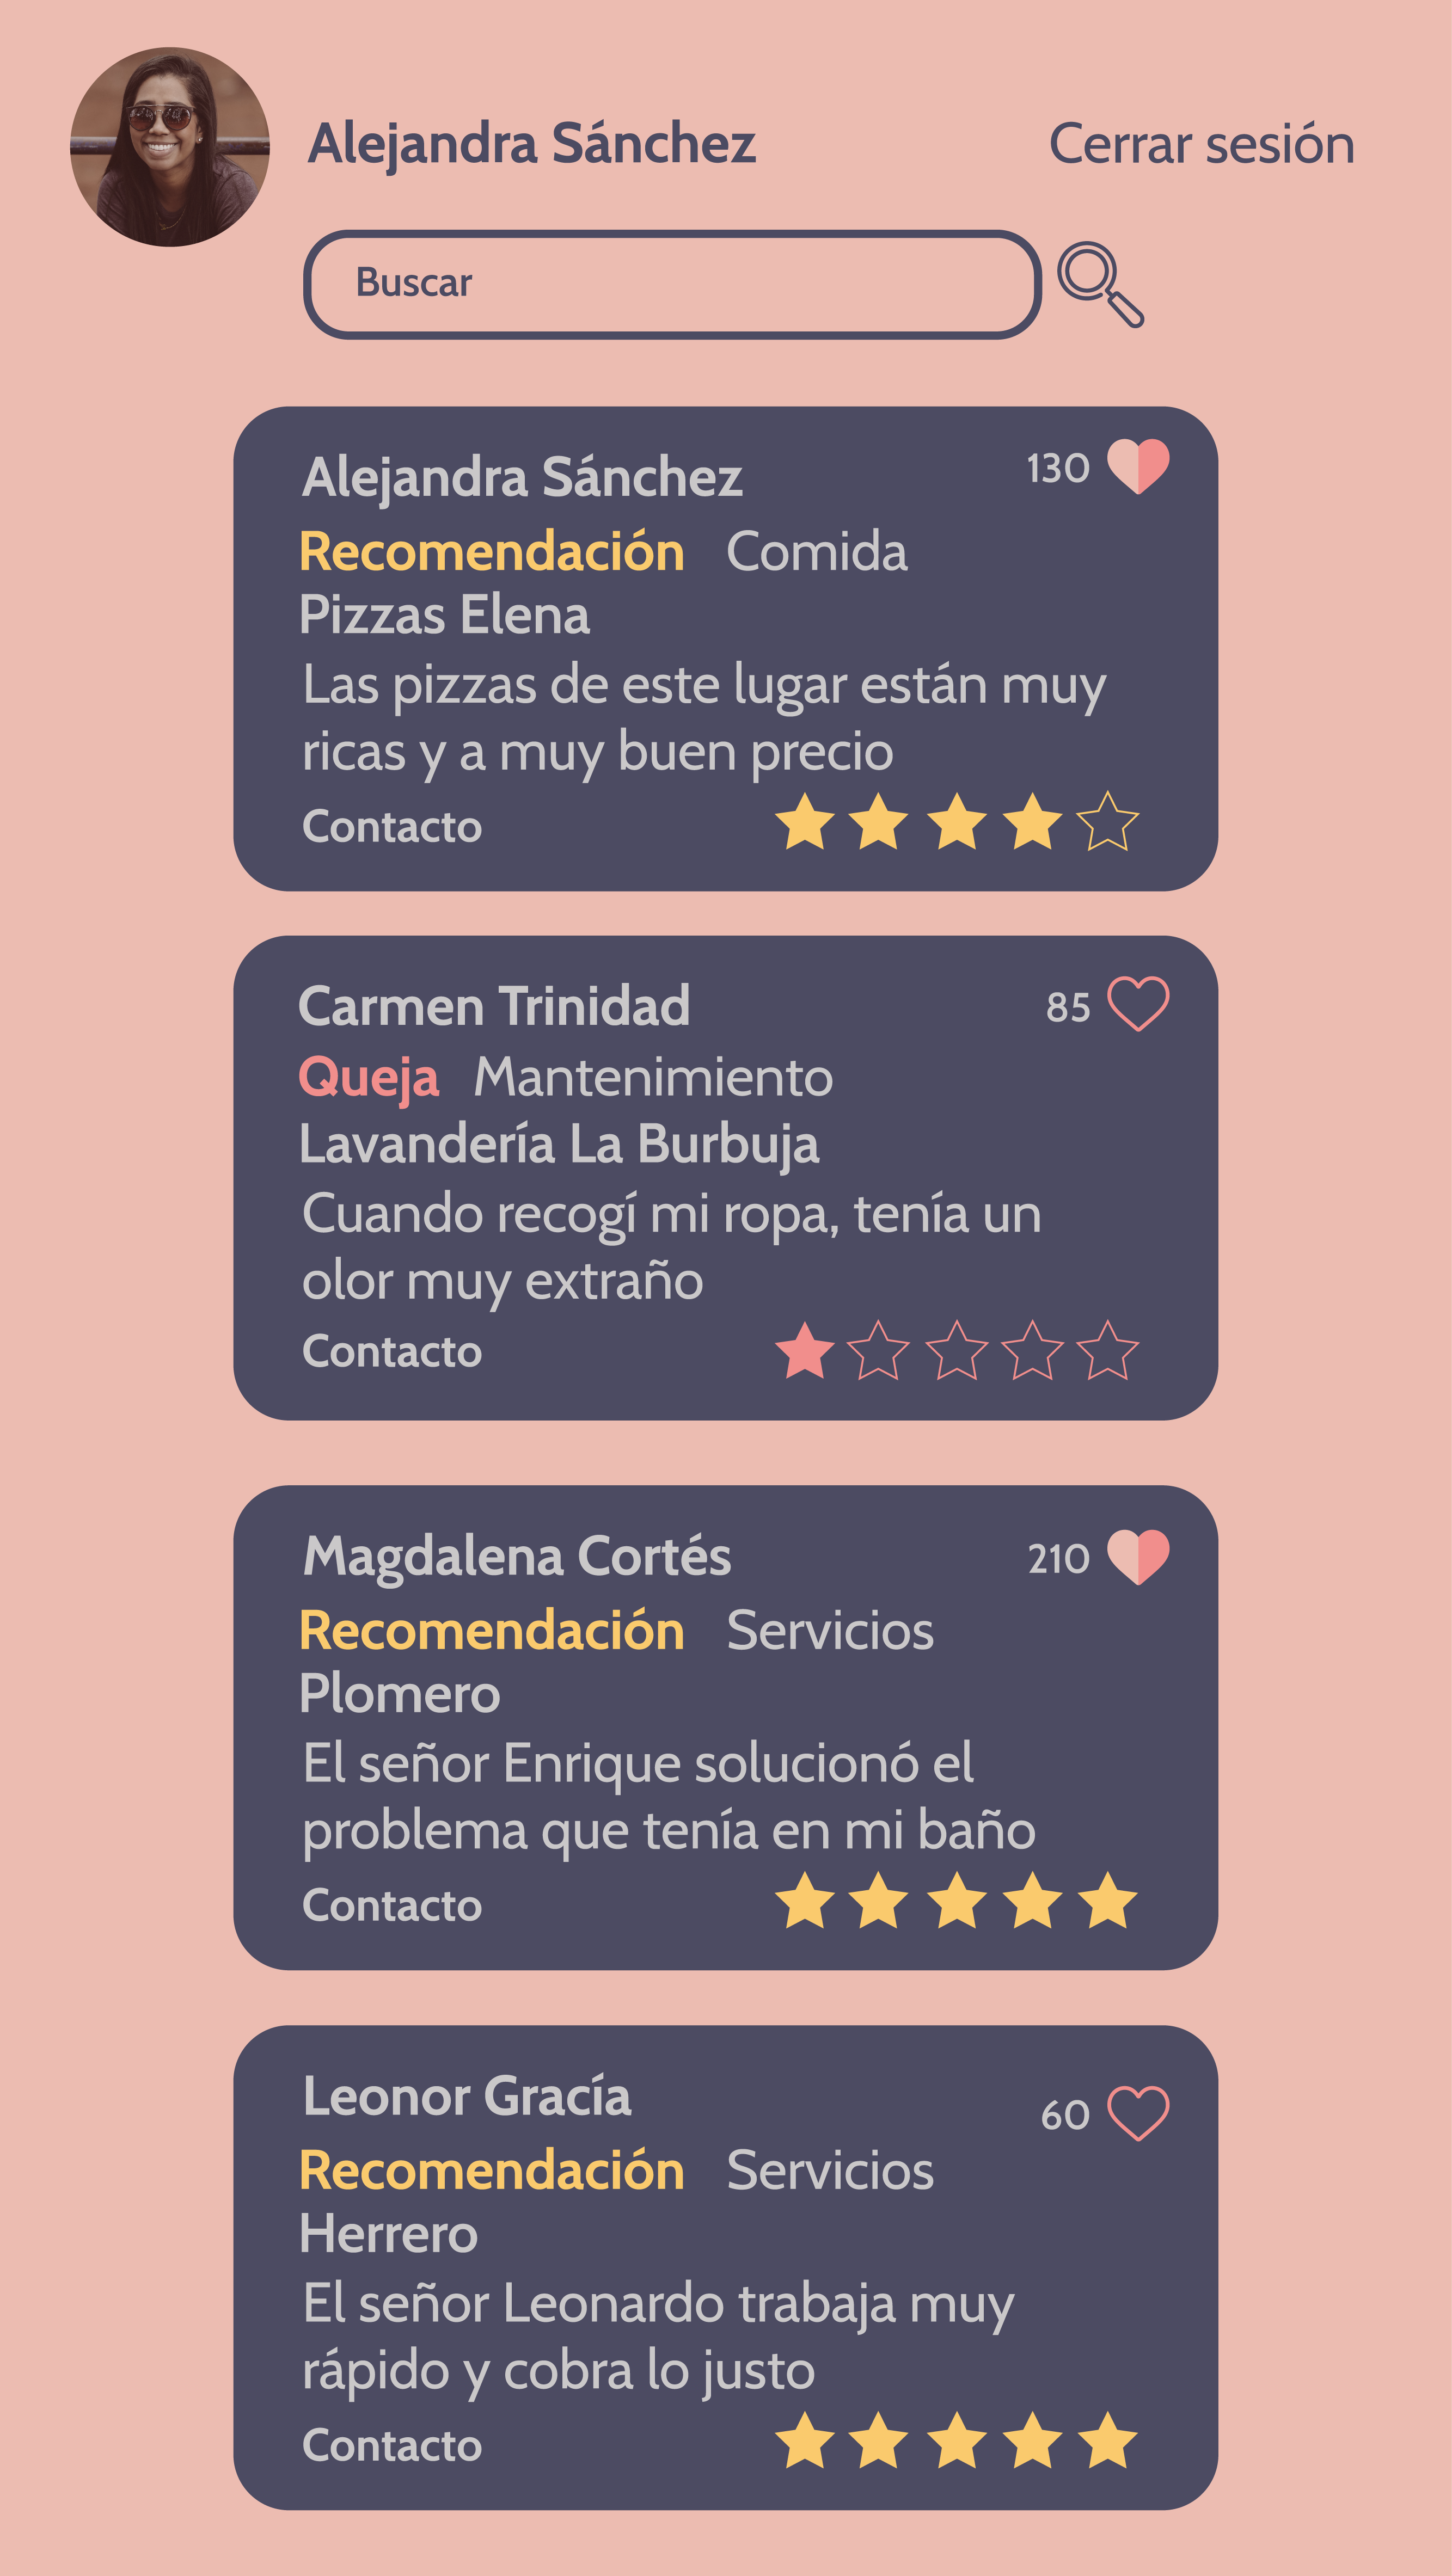 Alejandra Sánchez
Cerrar sesión
Buscar
Alejandra Sánchez
130
Recomendación Comida
Pizzas Elena
Las pizzas de este lugar están muy
ricas y a muy buen precio
Contacto
Carmen Trinidad
85
Queja Mantenimiento
Lavandería La Burbuja
Cuando recogí mi ropa, tenía un
olor muy extraño
Contacto
Magdalena Cortés
210
Recomendación Servicios
Plomero
El señor Enrique solucionó el
problema que tenía en mi baño
Contacto
Leonor Gracía
60
Recomendación Servicios
Herrero
El señor Leonardo trabaja muy
rápido y cobra lo justo
Contacto